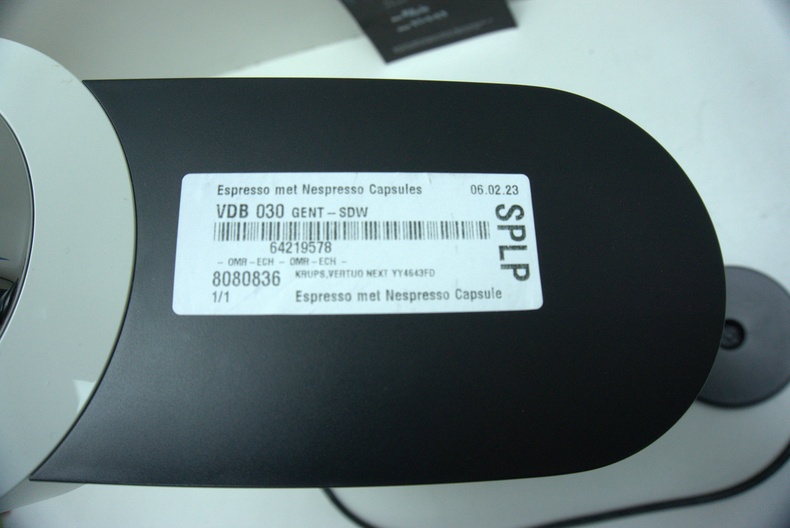 Espresso met Nespresso Capsules 06.02.23
VDB 030 GENT-SDW
64219578
SPLP
- OMR-ECH - OMR-ECH -
8080836 KRUPS,VERTUO NEXT YY4643FD
1/1 Espresso met Nespresso Capsule